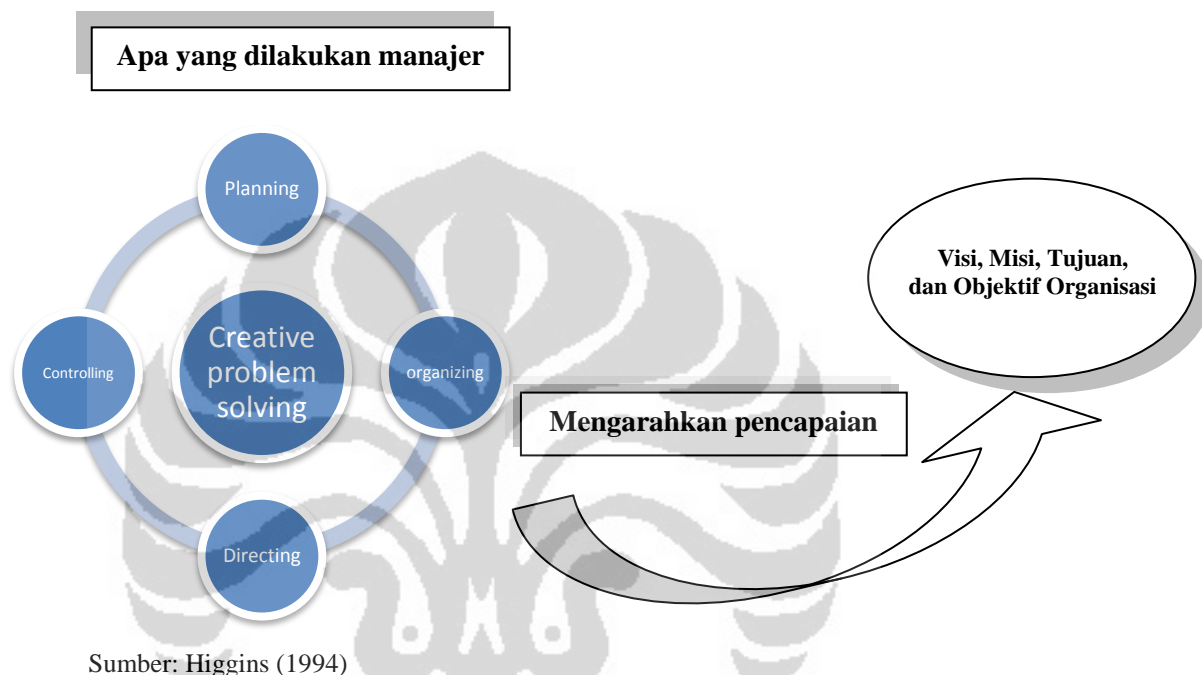 Apa yang dilakukan manajer
Planning
Creative
problem
solving
Controlling
organizing
Directing
Mengarahkan pencapaian
Visi, Misi, Tujuan,
dan Objektif Organisasi
Sumber: Higgins (1994)